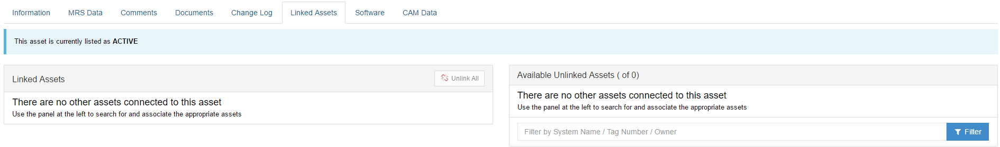 Information MRS Data Comments Documents Change Log Linked Assets Software CAM Data
This asset is currently listed as ACTIVE
Linked Assets
Unlink All
There are no other assets connected to this asset
Use the panel at the left to search for and associate the appropriate assets
Available Unlinked Assets ( of 0)
There are no other assets connected to this asset
Use the panel at the left to search for and associate the appropriate assets
Filter by System Name / Tag Number / Owner
Filter